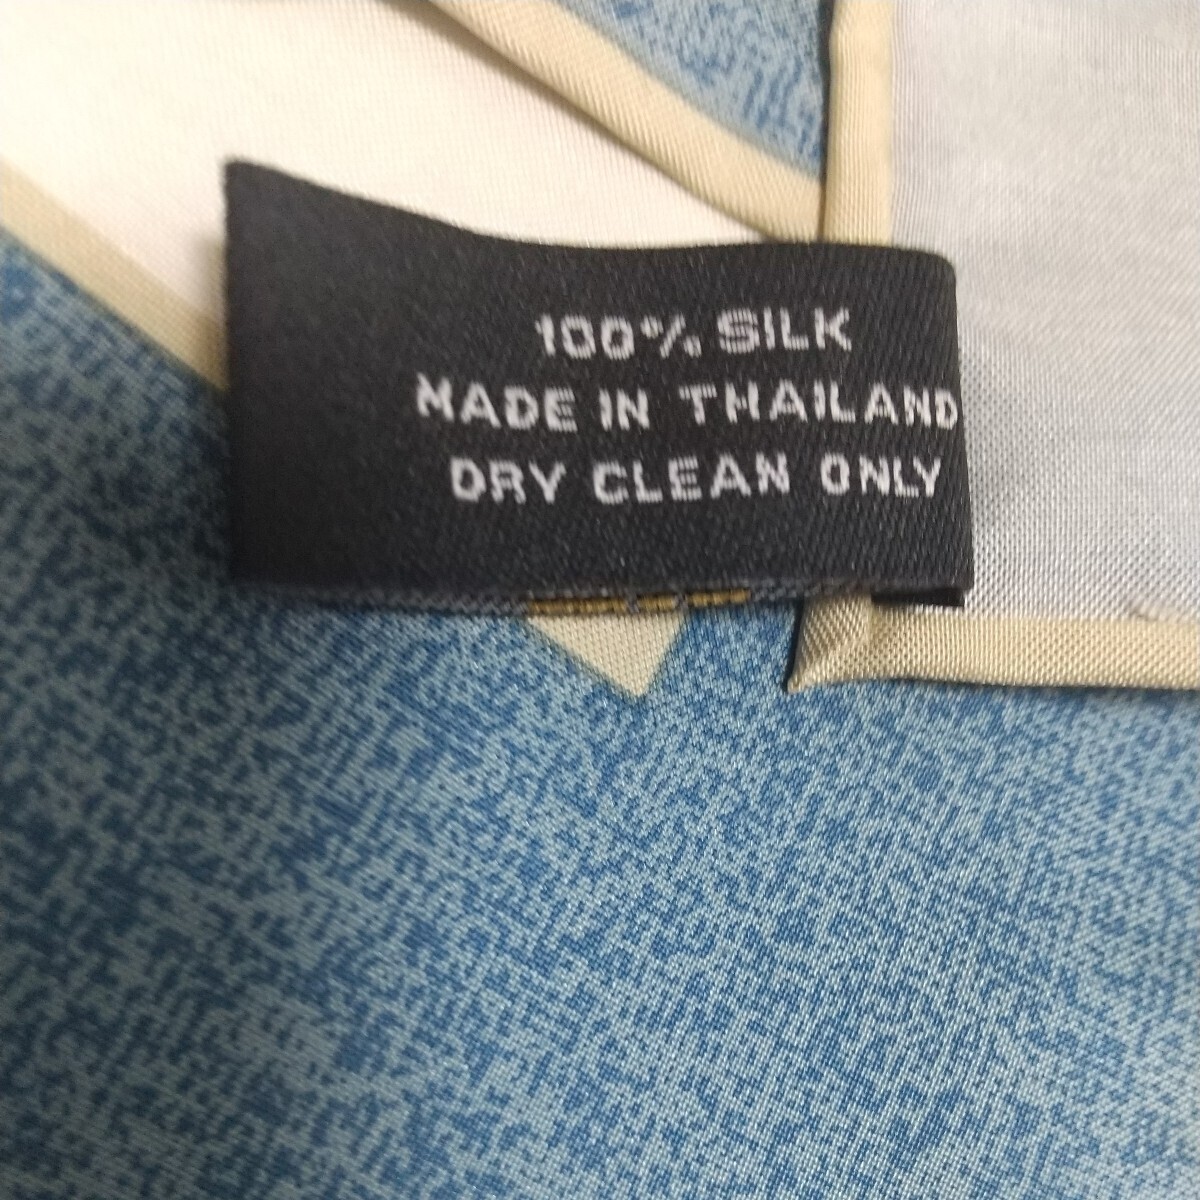 100% SILK
MADE IN THAILAND
DRY CLEAN ONLY